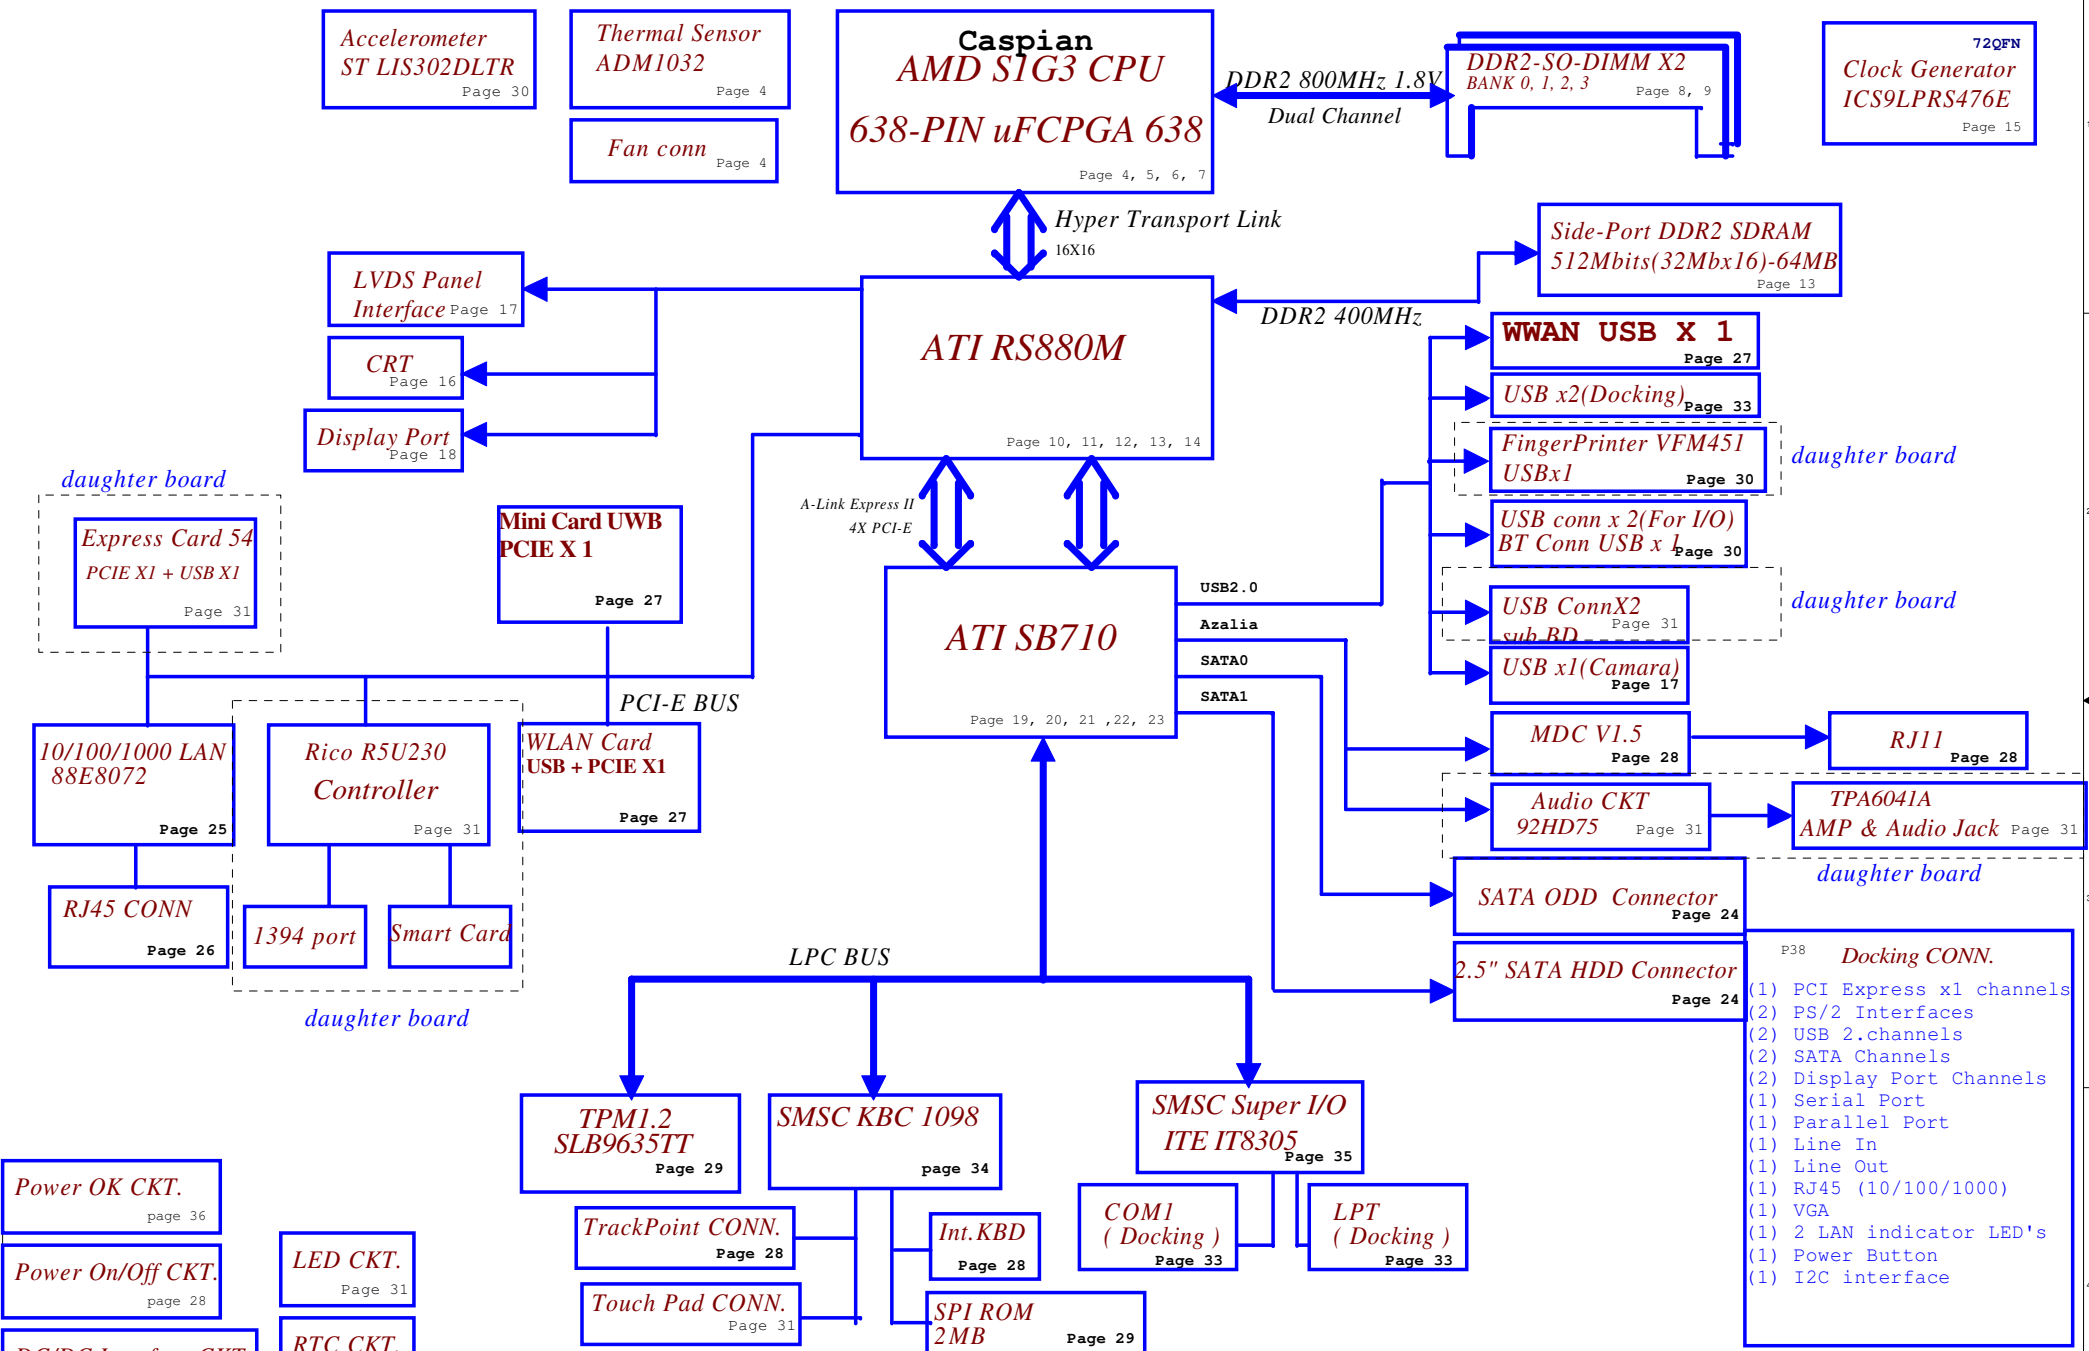 Accelerometer
ST LIS302DLTR
Page 30
Thermal Sensor
ADM1032
Page 4
Fan conn
Page 4
Caspian
AMD S1G3 CPU
638-PIN uFCPGA 638
Page 4, 5, 6, 7
DDR2 800MHz 1.8V
Dual Channel
DDR2-SO-DIMM X2
BANK 0, 1, 2, 3
Page 8, 9
72QFN
Clock Generator
ICS9LPRS476E
Page 15
Hyper Transport Link
16X16
Side-Port DDR2 SDRAM
512Mbits(32Mbx16)-64MB
Page 13
LVDS Panel
Interface Page 17
CRT
Page 16
Display Port
Page 18
ATI RS880M
Page 10, 11, 12, 13, 14
DDR2 400MHz
WWAN USB X 1
Page 27
USB x2(Docking)
Page 33
FingerPrinter VFM451
USBx1
Page 30
daughter board
USB conn x 2(For I/O)
BT Conn USB x 1
Page 30
USB ConnX2
sub BD
Page 31
daughter board
USB x1(Camara)
Page 17
daughter board
Express Card 54
PCIE X1 + USB X1
Page 31
Mini Card UWB
PCIE X 1
Page 27
A-Link Express II
4X PCI-E
ATI SB710
Page 19, 20, 21 ,22, 23
USB2.0
Azalia
SATA0
SATA1
PCI-E BUS
10/100/1000 LAN
88E8072
Page 25
Rico R5U230
Controller
Page 31
WLAN Card
USB + PCIE X1
Page 27
MDC V1.5
Page 28
RJ11
Page 28
Audio CKT
92HD75
Page 31
TPA6041A
AMP & Audio Jack Page 31
daughter board
RJ45 CONN
Page 26
1394 port
Smart Card
daughter board
SATA ODD  Connector
Page 24
2.5" SATA HDD Connector
Page 24
LPC BUS
P38
Docking CONN.
(1) PCI Express x1 channels
(2) PS/2 Interfaces
(2) USB 2.channels
(2) SATA Channels
(2) Display Port Channels
(1) Serial Port
(1) Parallel Port
(1) Line In
(1) Line Out
(1) RJ45 (10/100/1000)
(1) VGA
(1) 2 LAN indicator LED's
(1) Power Button
(1) I2C interface
TPM1.2
SLB9635TT
Page 29
SMSC KBC 1098
page 34
SMSC Super I/O
ITE IT8305
Page 35
TrackPoint CONN.
Page 28
Int.KBD
Page 28
COM1
( Docking )
Page 33
LPT
( Docking )
Page 33
Touch Pad CONN.
Page 31
SPI ROM
2MB
Page 29
Power OK CKT.
page 36
Power On/Off CKT.
page 28
LED CKT.
Page 31
RTC CKT.